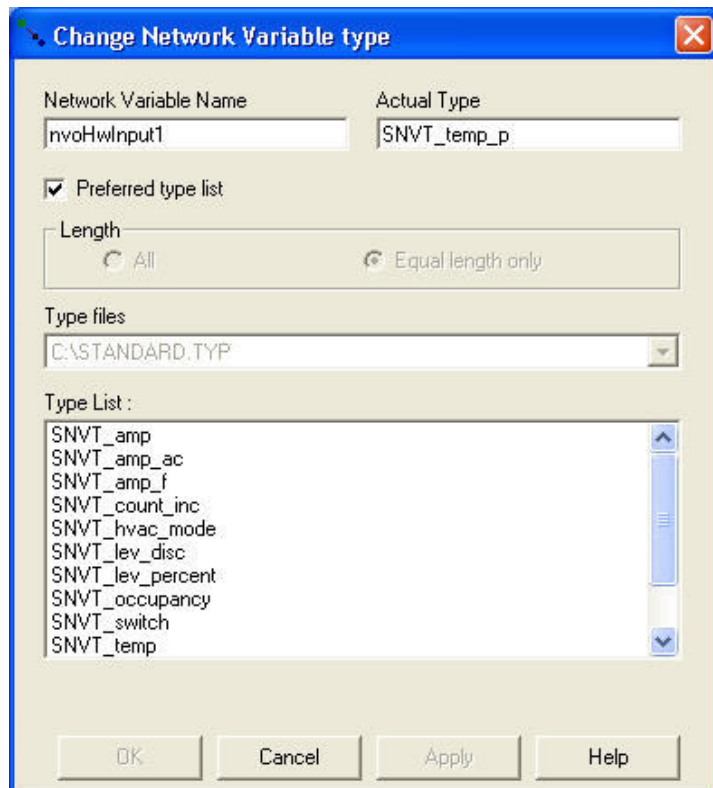 Change Network Variable type
Network Variable Name Actual Type
nvoHwInput1 SNVT_temp_p
Preferred type list
Length
All Equal length only
Type files
C:\STANDARD.TYP
Type List :
SNVT_amp
SNVT_amp_ac
SNVT_amp_f
SNVT_count_inc
SNVT_hvac_mode
SNVT_lev_disc
SNVT_lev_percent
SNVT_occupancy
SNVT_switch
SNVT_temp
OK Cancel Apply Help